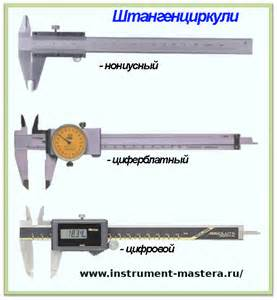 Штангенциркули
- нониусный
- циферблатный
- цифровой
www.instrument-mastera.ru/